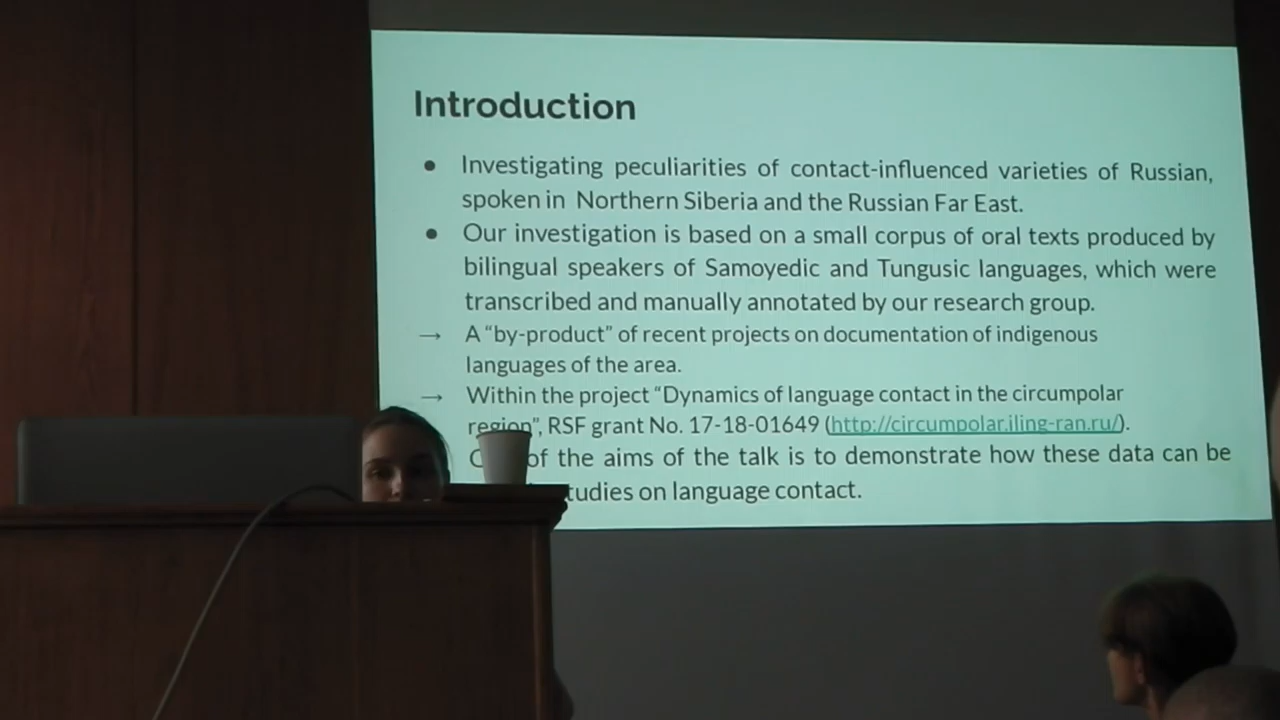 Introduction
● Investigating peculiarities of contact-influenced varieties of Russian,
spoken in Northern Siberia and the Russian Far East.
● Our investigation is based on a small corpus of oral texts produced by
bilingual speakers of Samoyedic and Tungusic languages, which were
transcribed and manually annotated by our research group.
→ A “by-product” of recent projects on documentation of indigenous
languages of the area.
→ Within the project “Dynamics of language contact in the circumpolar
region”, RSF grant No. 17-18-01649 (http://circumpolar.iling-ran.ru/).
of the aims of the talk is to demonstrate how these data can be
on language contact.